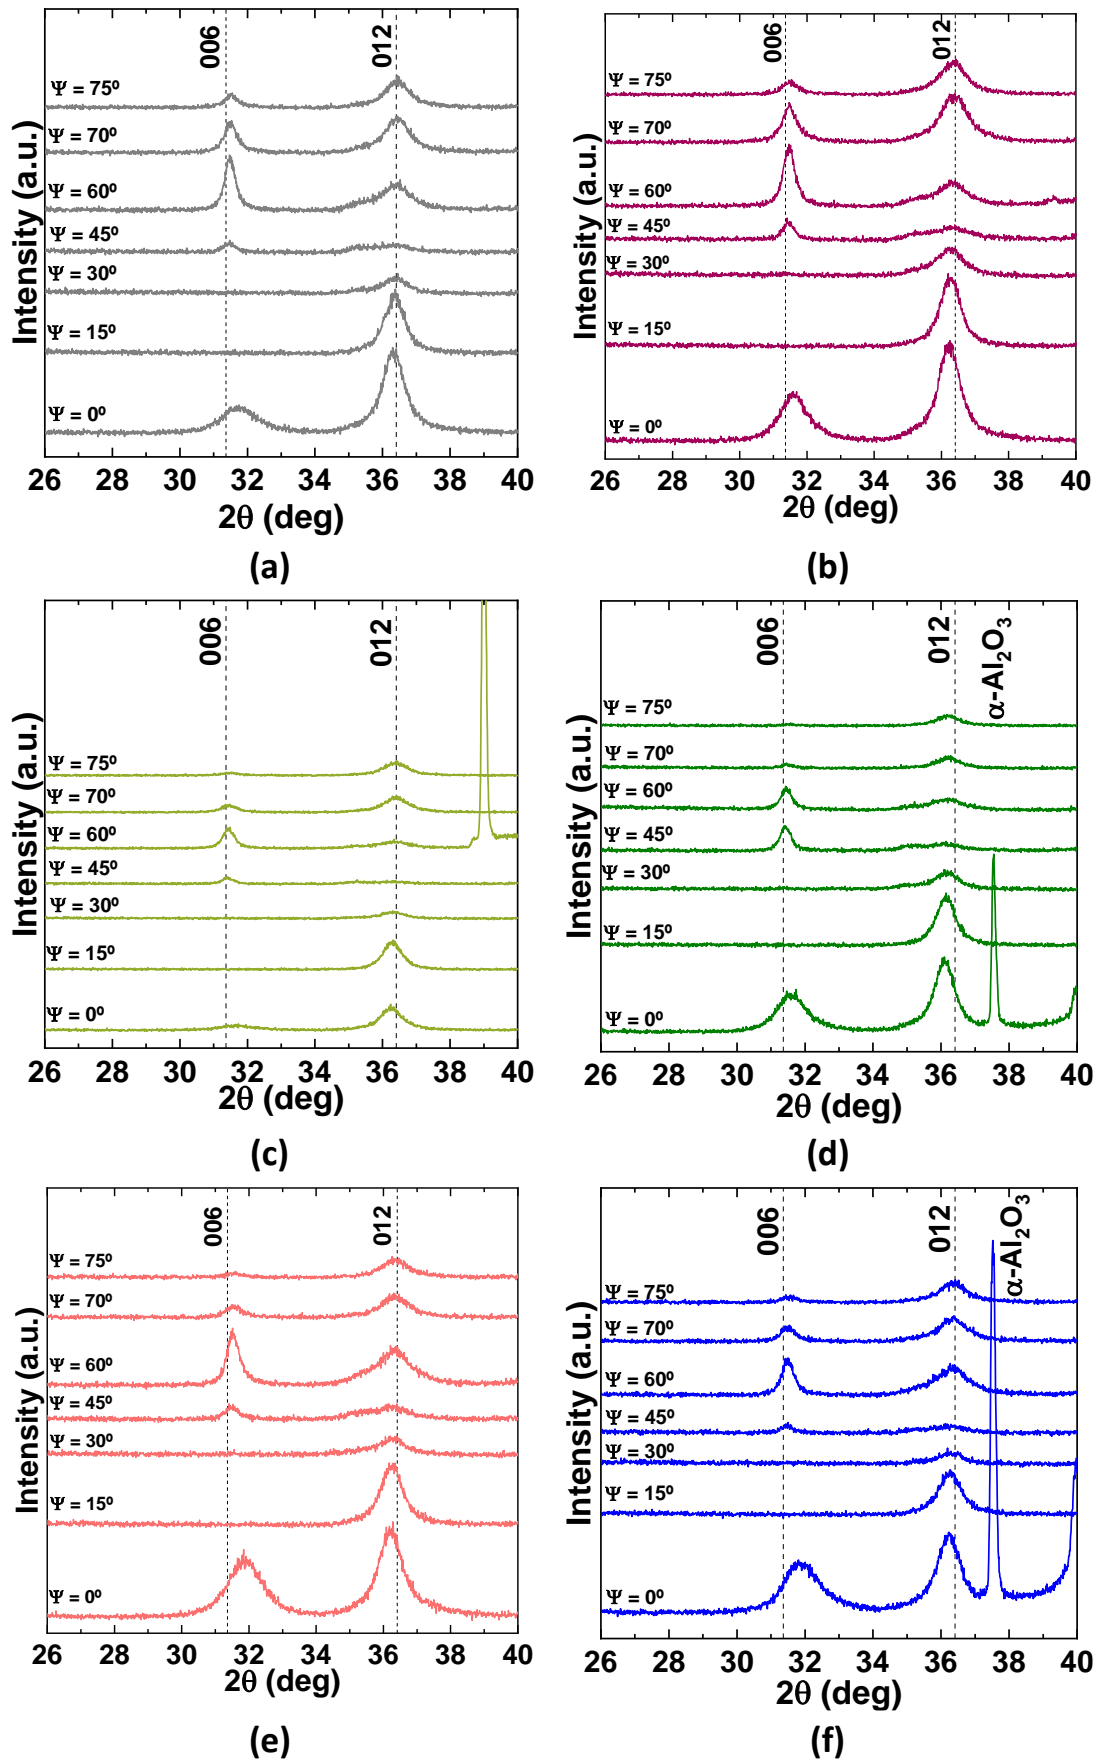 006
012
Ψ = 75º
Ψ = 70º
Ψ = 60º
Ψ = 45º
Ψ = 30º
Ψ = 15º
Ψ = 0º
Intensity (a.u.)
26 28 30 32 34 36 38 40
2θ (deg)
(a)
006
012
Ψ = 75º
Ψ = 70º
Ψ = 60º
Ψ = 45º
Ψ = 30º
Ψ = 15º
Ψ = 0º
Intensity (a.u.)
26 28 30 32 34 36 38 40
2θ (deg)
(b)
006
012
Ψ = 75º
Ψ = 70º
Ψ = 60º
Ψ = 45º
Ψ = 30º
Ψ = 15º
Ψ = 0º
Intensity (a.u.)
26 28 30 32 34 36 38 40
2θ (deg)
(c)
006
012
α-Al₂O₃
Ψ = 75º
Ψ = 70º
Ψ = 60º
Ψ = 45º
Ψ = 30º
Ψ = 15º
Ψ = 0º
Intensity (a.u.)
26 28 30 32 34 36 38 40
2θ (deg)
(d)
006
012
Ψ = 75º
Ψ = 70º
Ψ = 60º
Ψ = 45º
Ψ = 30º
Ψ = 15º
Ψ = 0º
Intensity (a.u.)
26 28 30 32 34 36 38 40
2θ (deg)
(e)
006
012
α-Al₂O₃
Ψ = 75º
Ψ = 70º
Ψ = 60º
Ψ = 45º
Ψ = 30º
Ψ = 15º
Ψ = 0º
Intensity (a.u.)
26 28 30 32 34 36 38 40
2θ (deg)
(f)